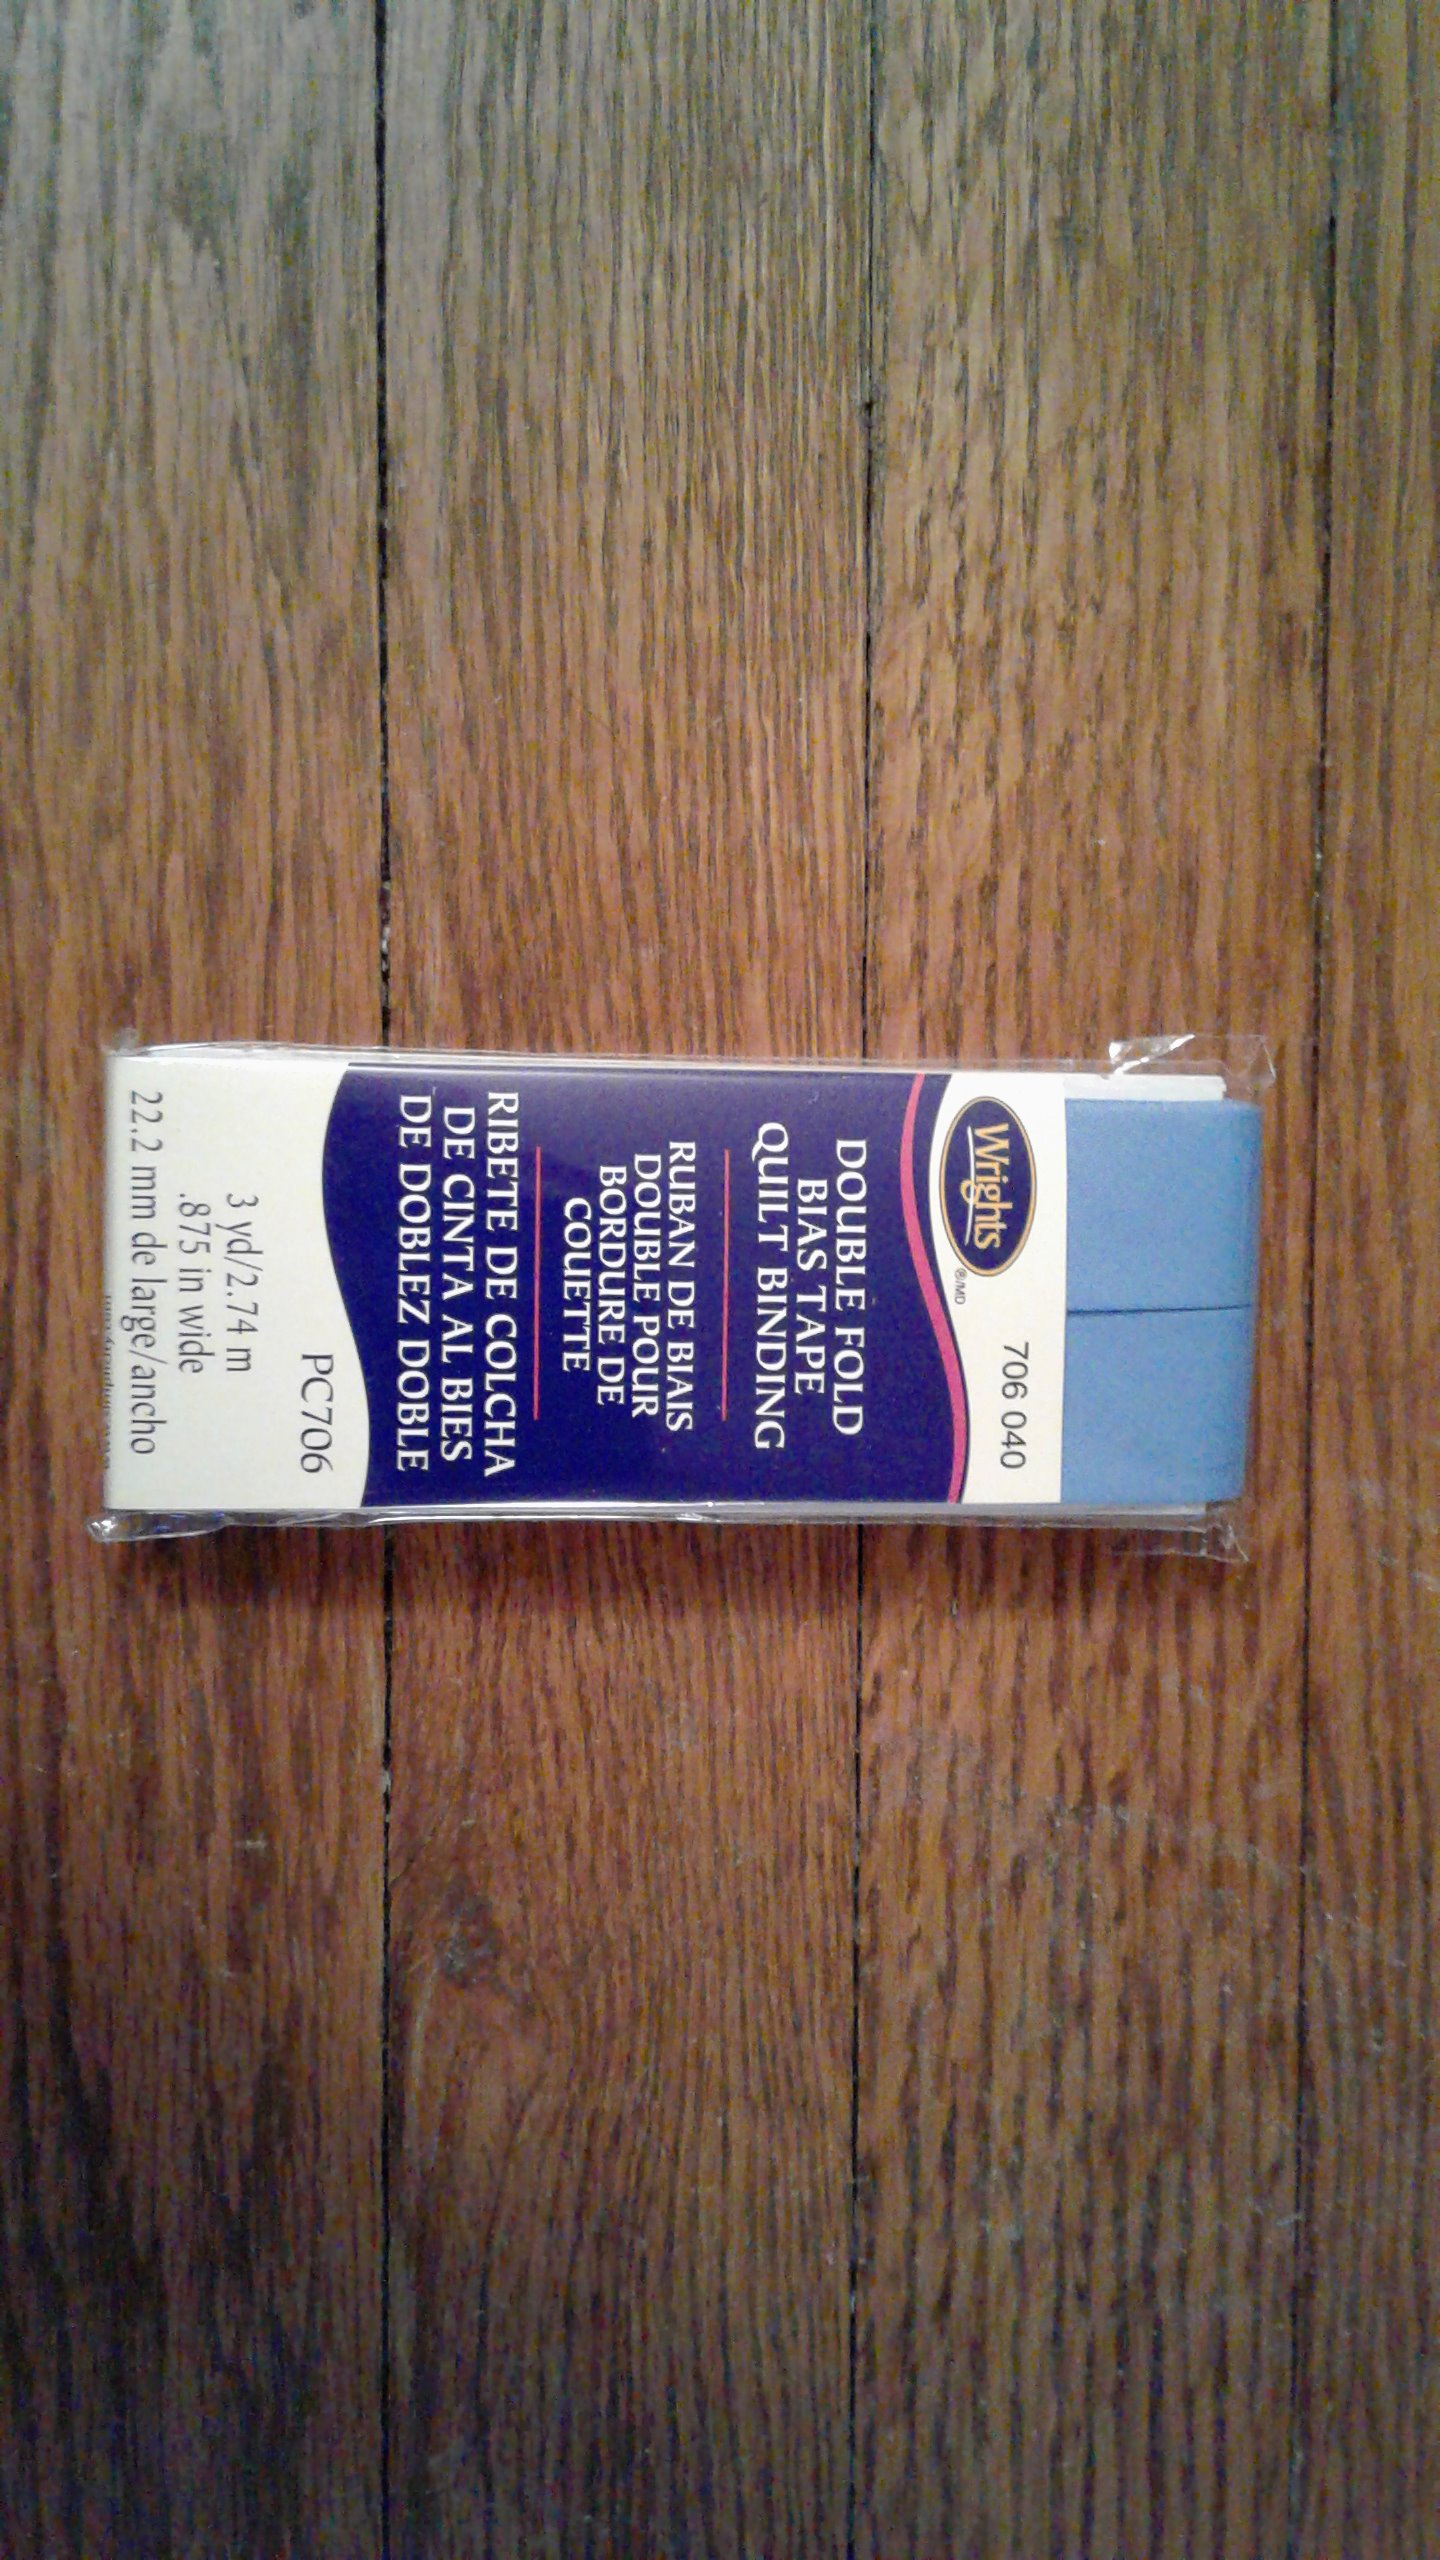 Wrights
®/MD
706 040
DOUBLE FOLD
BIAS TAPE
QUILT BINDING
RUBAN DE BIAIS
DOUBLE POUR
BORDURE DE
COUETTE
RIBETE DE COLCHA
DE CINTA AL BIES
DE DOBLEZ DOBLE
PC706
3 yd/2.74 m
.875 in wide
22.2 mm de large/ancho